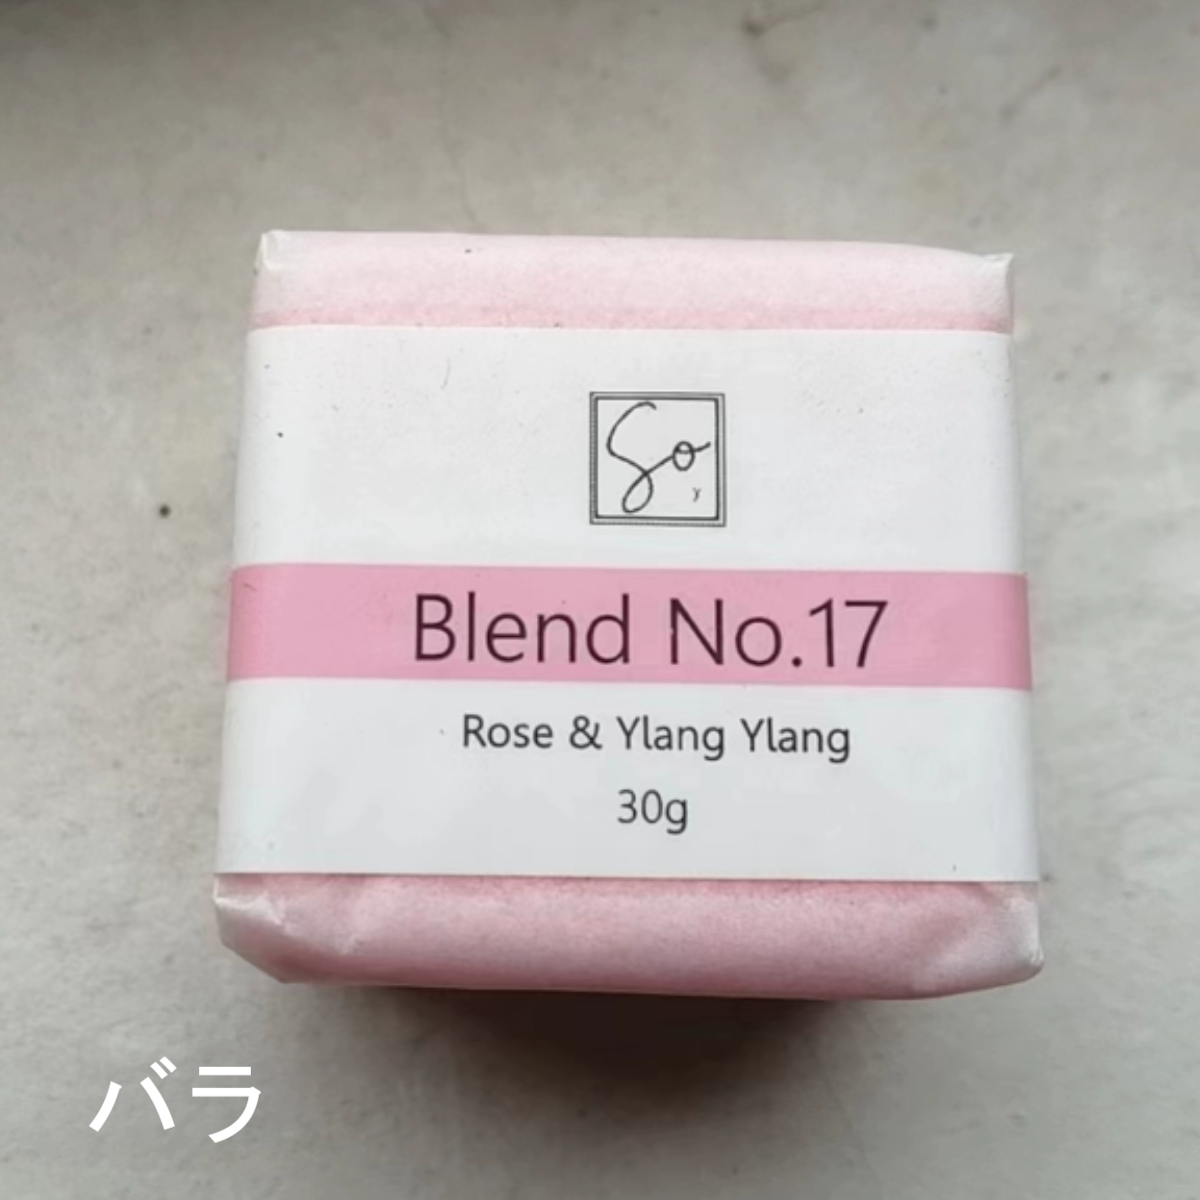 So
y
Blend No.17
Rose & Ylang Ylang
30g
バラ